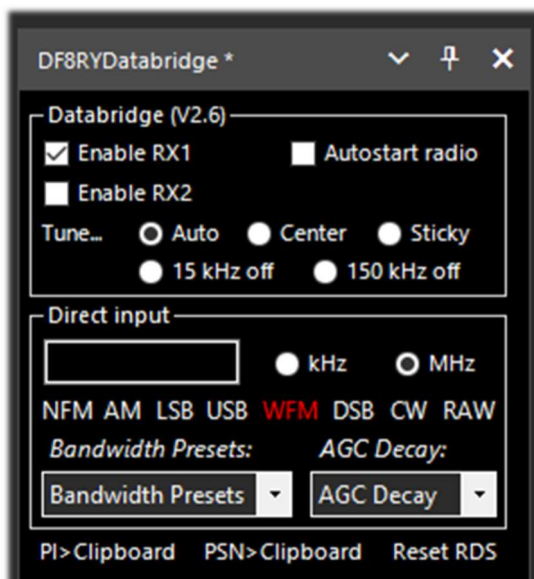 DF8RYDatabridge *
Databridge (V2.6)
Enable RX1 Autostart radio
Enable RX2
Tune... Auto Center Sticky
15 kHz off 150 kHz off
Direct input
kHz MHz
NFM AM LSB USB WFM DSB CW RAW
Bandwidth Presets: AGC Decay:
Bandwidth Presets AGC Decay
PI>Clipboard PSN>Clipboard Reset RDS